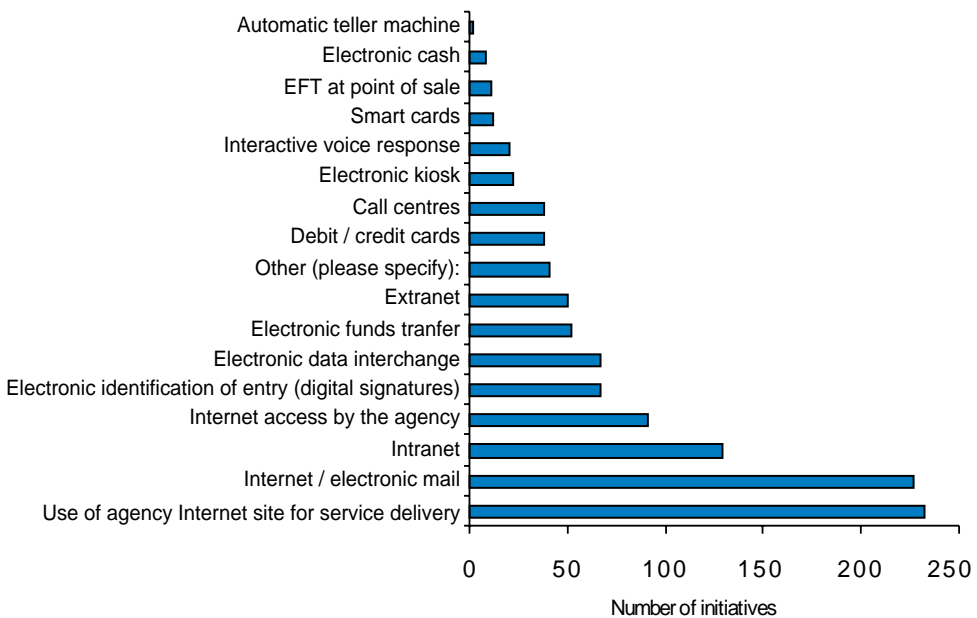 Automatic teller machine
Electronic cash
EFT at point of sale
Smart cards
Interactive voice response
Electronic kiosk
Call centres
Debit / credit cards
Other (please specify):
Extranet
Electronic funds tranfer
Electronic data interchange
Electronic identification of entry (digital signatures)
Internet access by the agency
Intranet
Internet / electronic mail
Use of agency Internet site for service delivery
0 50 100 150 200 250
Number of initiatives